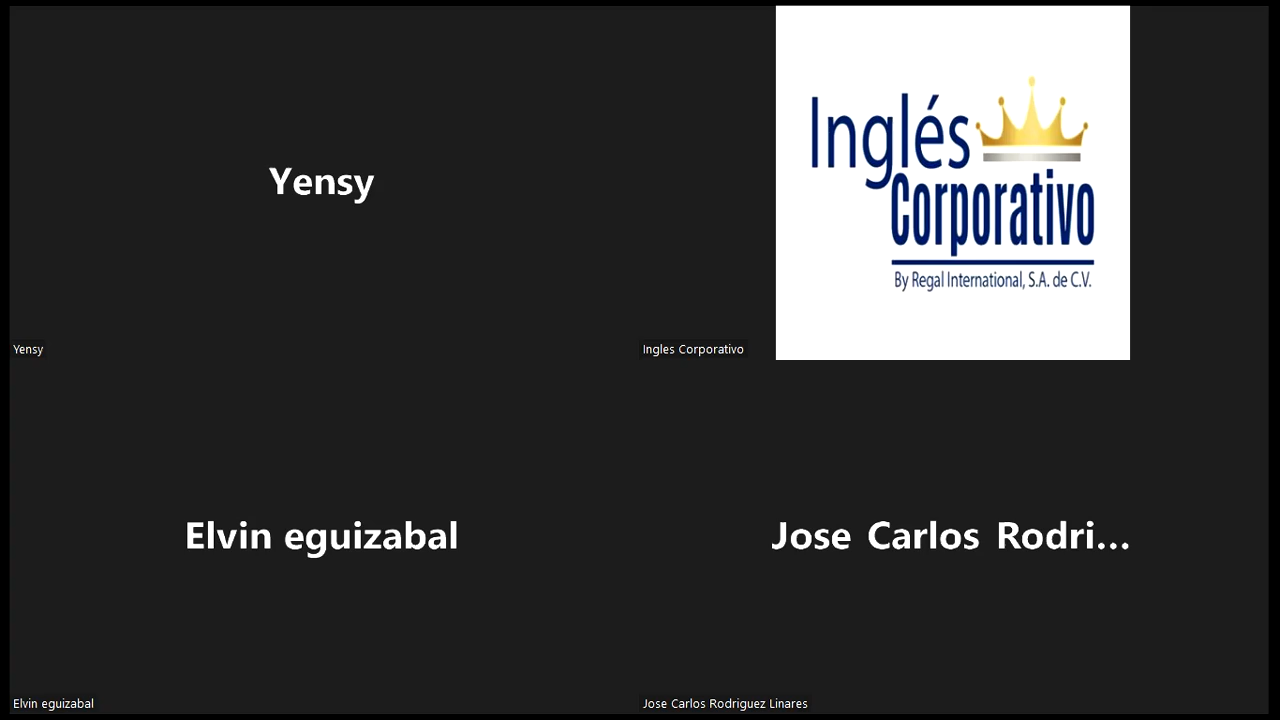 Yensy
Yensy
Inglés
Corporativo
By Regal International, S.A. de C.V.
Ingles Corporativo
Elvin eguizabal
Elvin eguizabal
Jose Carlos Rodri...
Jose Carlos Rodriguez Linares